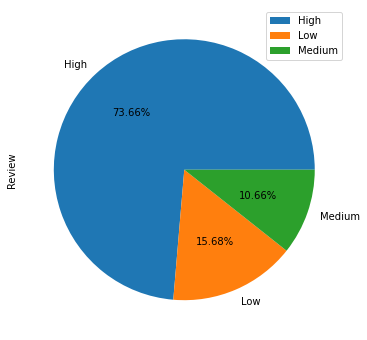 High
Low
Medium
High
73.66%
Review
10.66%
Medium
15.68%
Low